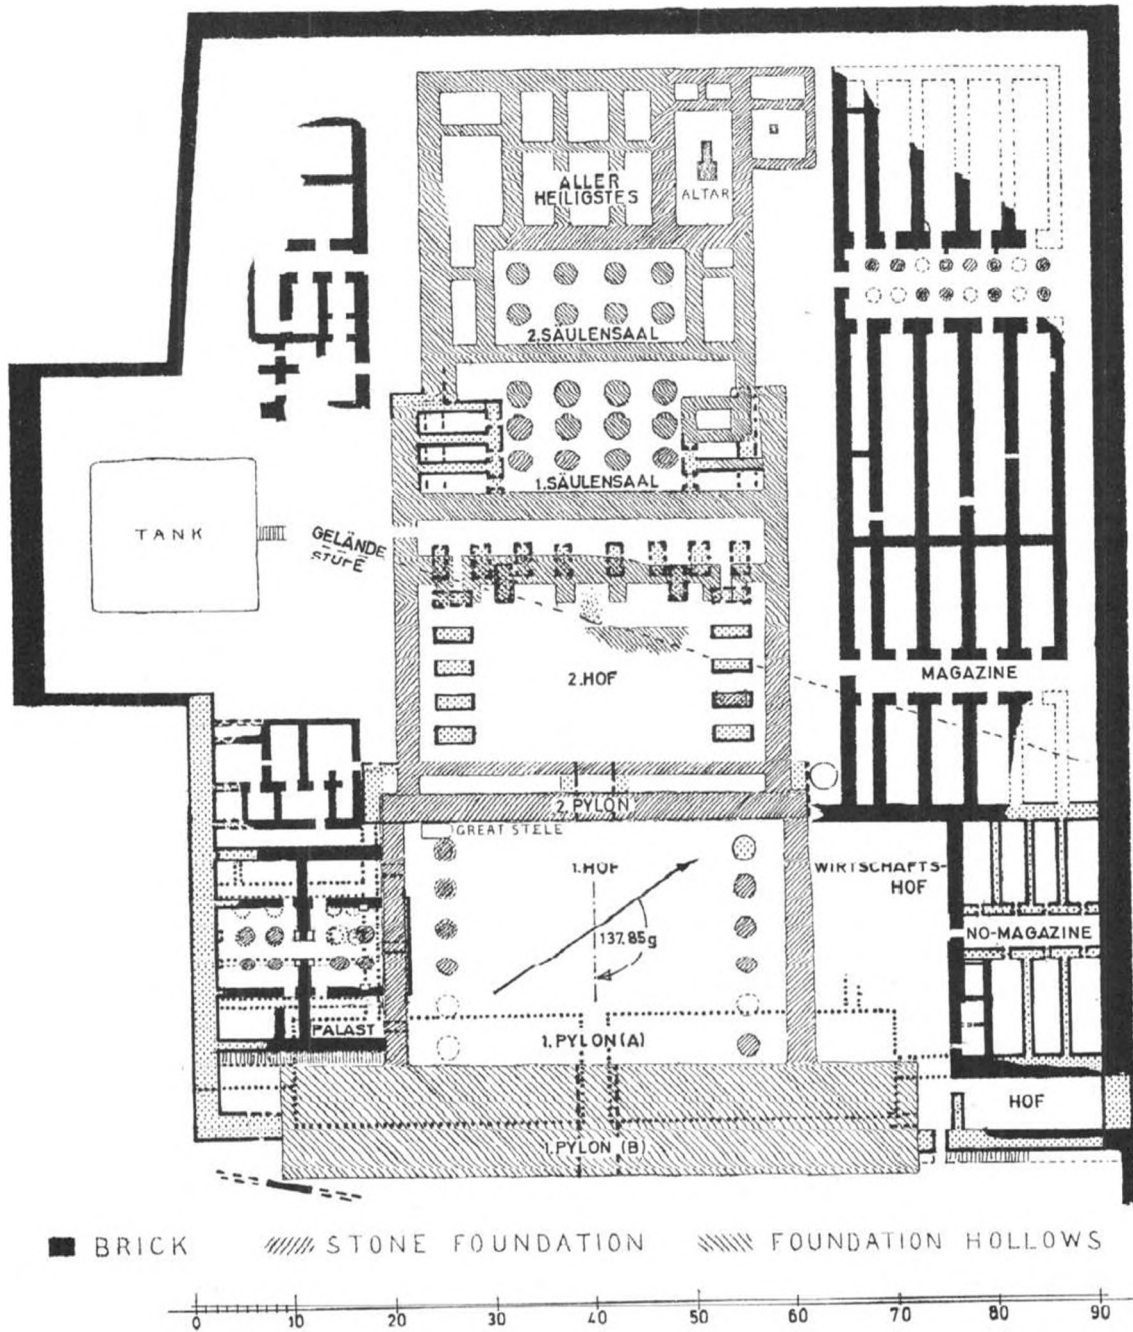 ALLER
HEILIGSTES
ALTAR
2.SÄULENSAAL
1.SÄULENSAAL
TANK
GELÄNDE
STUFE
2.HOF
MAGAZINE
2.PYLON
GREAT STELE
1.HOF
WIRTSCHAFTS-
HOF
137.85g
NO-MAGAZINE
PALAST
1.PYLON(A)
HOF
1.PYLON (B)
BRICK STONE FOUNDATION FOUNDATION HOLLOWS
0 10 20 30 40 50 60 70 80 90